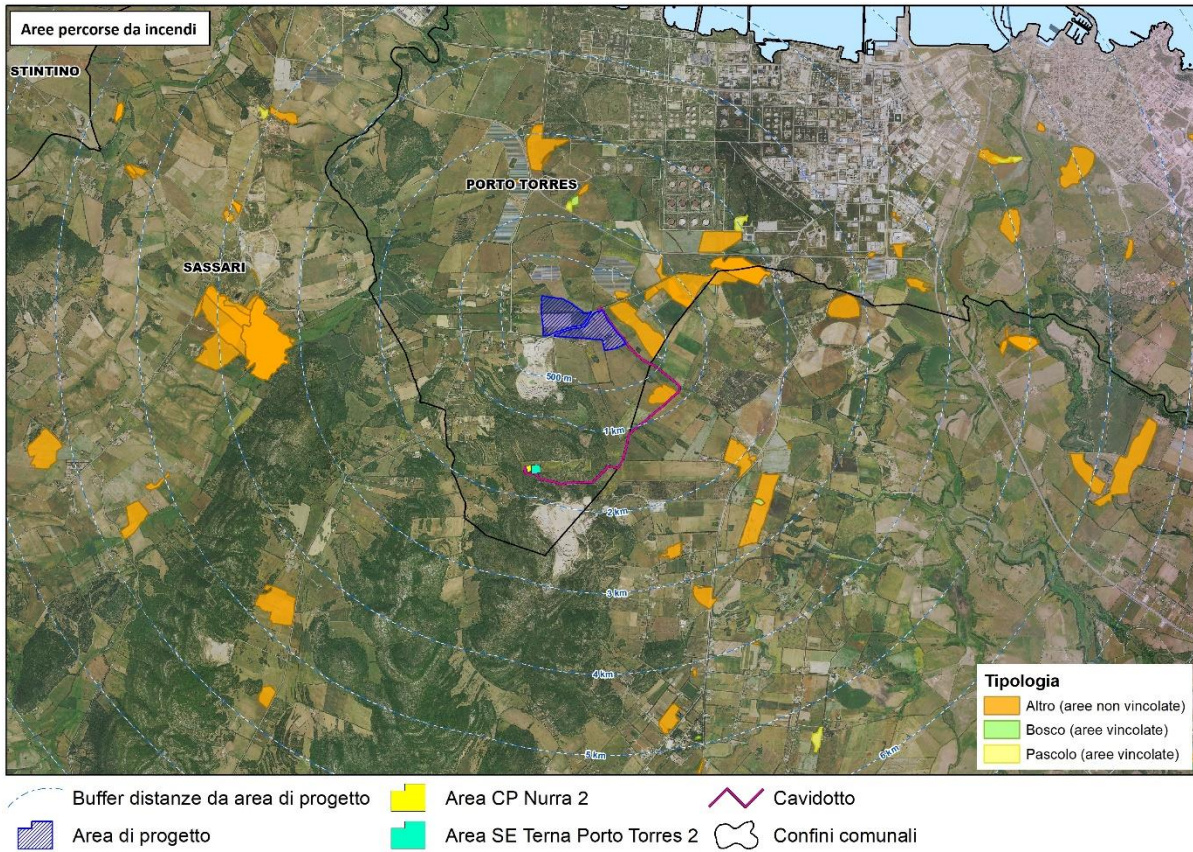 Aree percorse da incendi
STINTINO
PORTO TORRES
SASSARI
500 m
1 km
2 km
3 km
4 km
5 km
6 km
Tipologia
Altro (aree non vincolate)
Bosco (aree vincolate)
Pascolo (aree vincolate)
Buffer distanze da area di progetto
Area CP Nurra 2
Cavidotto
Area di progetto
Area SE Terna Porto Torres 2
Confini comunali